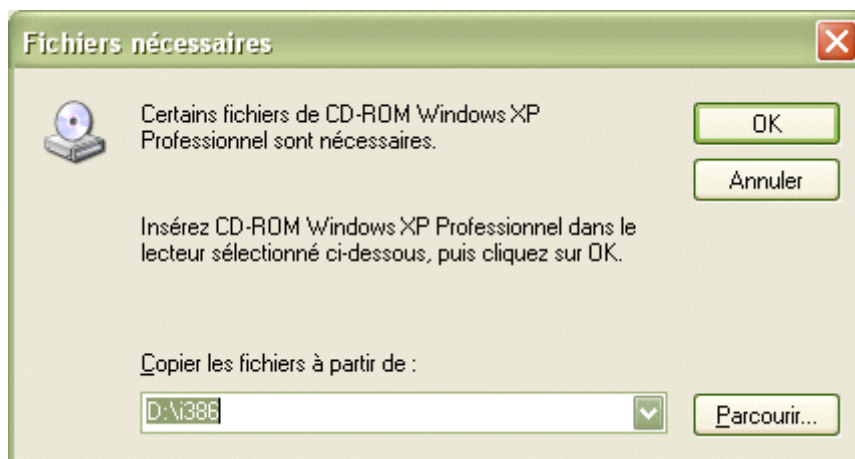 Fichiers nécessaires
Certains fichiers de CD-ROM Windows XP
Professionnel sont nécessaires.
OK
Annuler
Insérez CD-ROM Windows XP Professionnel dans le
lecteur sélectionné ci-dessous, puis cliquez sur OK.
Copier les fichiers à partir de :
D:\i386
Parcourir...